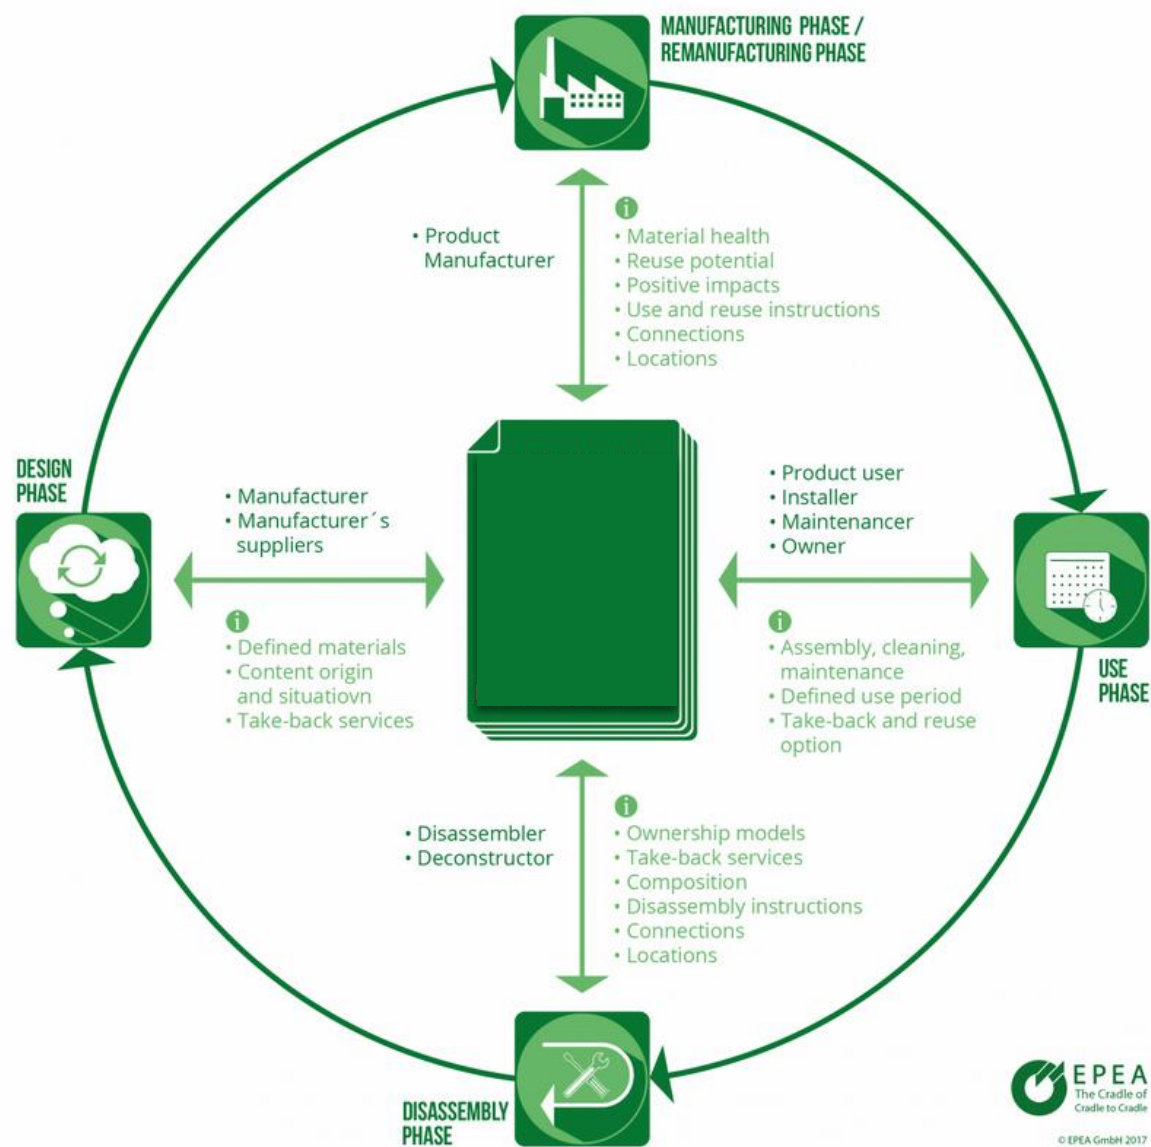 MANUFACTURING PHASE /
REMANUFACTURING PHASE
• Product
Manufacturer
i
• Material health
• Reuse potential
• Positive impacts
• Use and reuse instructions
• Connections
• Locations
DESIGN
PHASE
• Manufacturer
• Manufacturer´s
suppliers
i
• Defined materials
• Content origin
and situatiovn
• Take-back services
• Product user
• Installer
• Maintenancer
• Owner
i
• Assembly, cleaning,
maintenance
• Defined use period
• Take-back and reuse
option
USE
PHASE
• Disassembler
• Deconstructor
i
• Ownership models
• Take-back services
• Composition
• Disassembly instructions
• Connections
• Locations
DISASSEMBLY
PHASE
EPEA
The Cradle of
Cradle to Cradle
© EPEA GmbH 2017